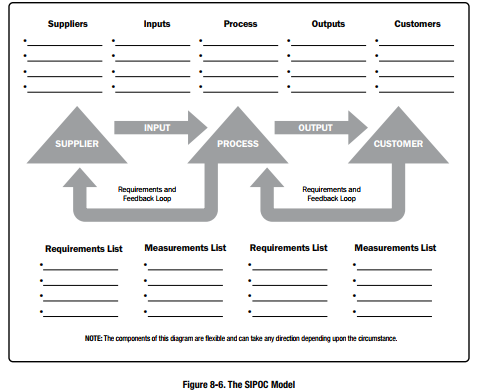 Suppliers Inputs Process Outputs Customers
INPUT OUTPUT
SUPPLIER PROCESS CUSTOMER
Requirements and
Feedback Loop
Requirements and
Feedback Loop
Requirements List Measurements List Requirements List Measurements List
NOTE: The components of this diagram are flexible and can take any direction depending upon the circumstance.
Figure 8-6. The SIPOC Model